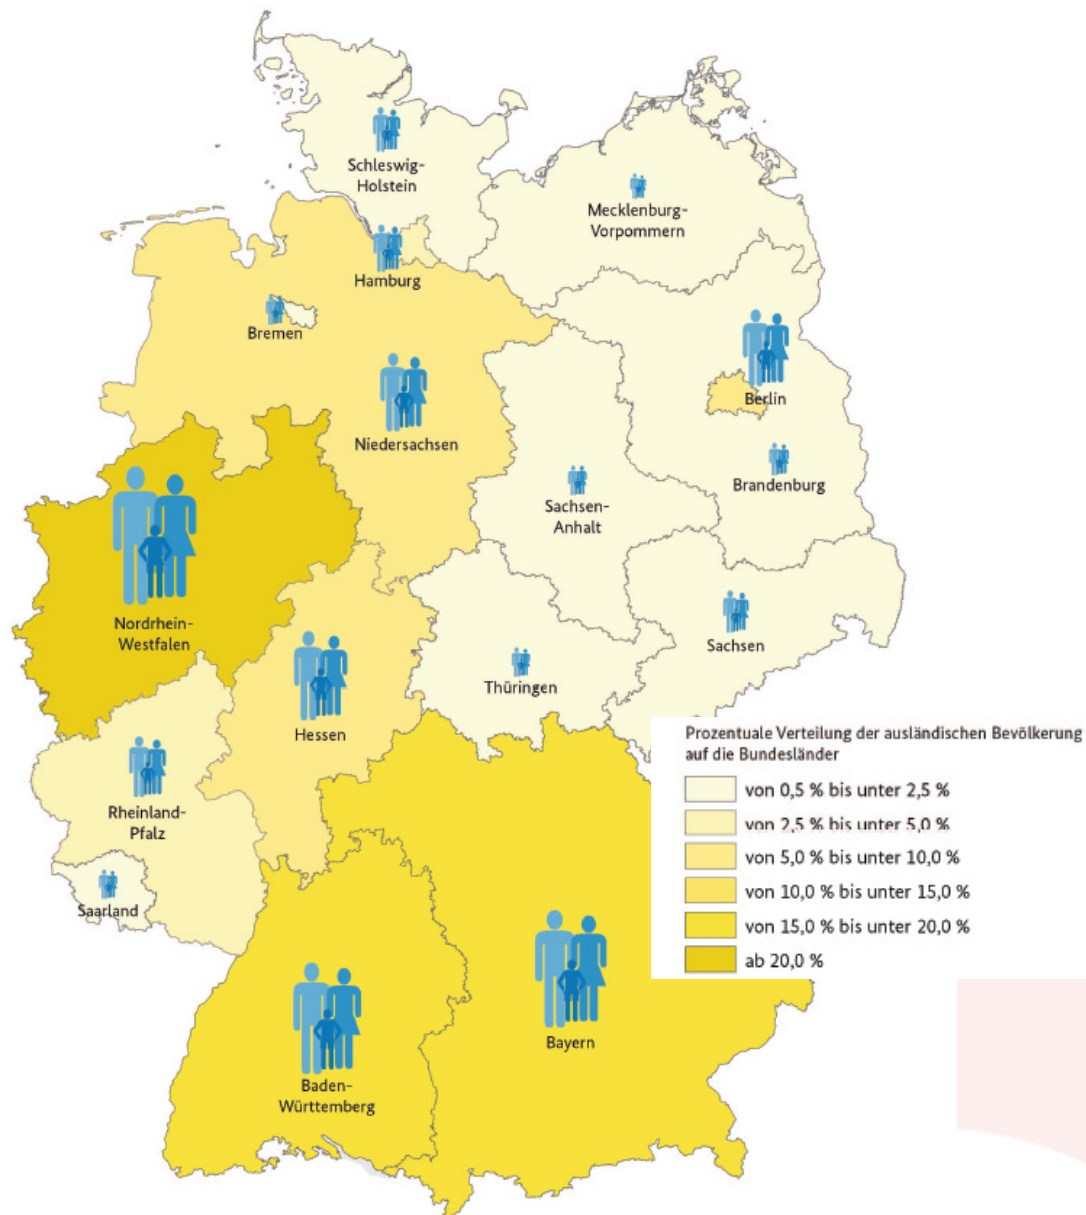 Schleswig-
Holstein
Mecklenburg-
Vorpommern
Hamburg
Bremen
Berlin
Niedersachsen
Brandenburg
Sachsen-
Anhalt
Nordrhein-
Westfalen
Sachsen
Thüringen
Hessen
Prozentuale Verteilung der ausländischen Bevölkerung
auf die Bundesländer
von 0,5 % bis unter 2,5 %
von 2,5 % bis unter 5,0 %
von 5,0 % bis unter 10,0 %
von 10,0 % bis unter 15,0 %
von 15,0 % bis unter 20,0 %
ab 20,0 %
Rheinland-
Pfalz
Saarland
Bayern
Baden-
Württemberg